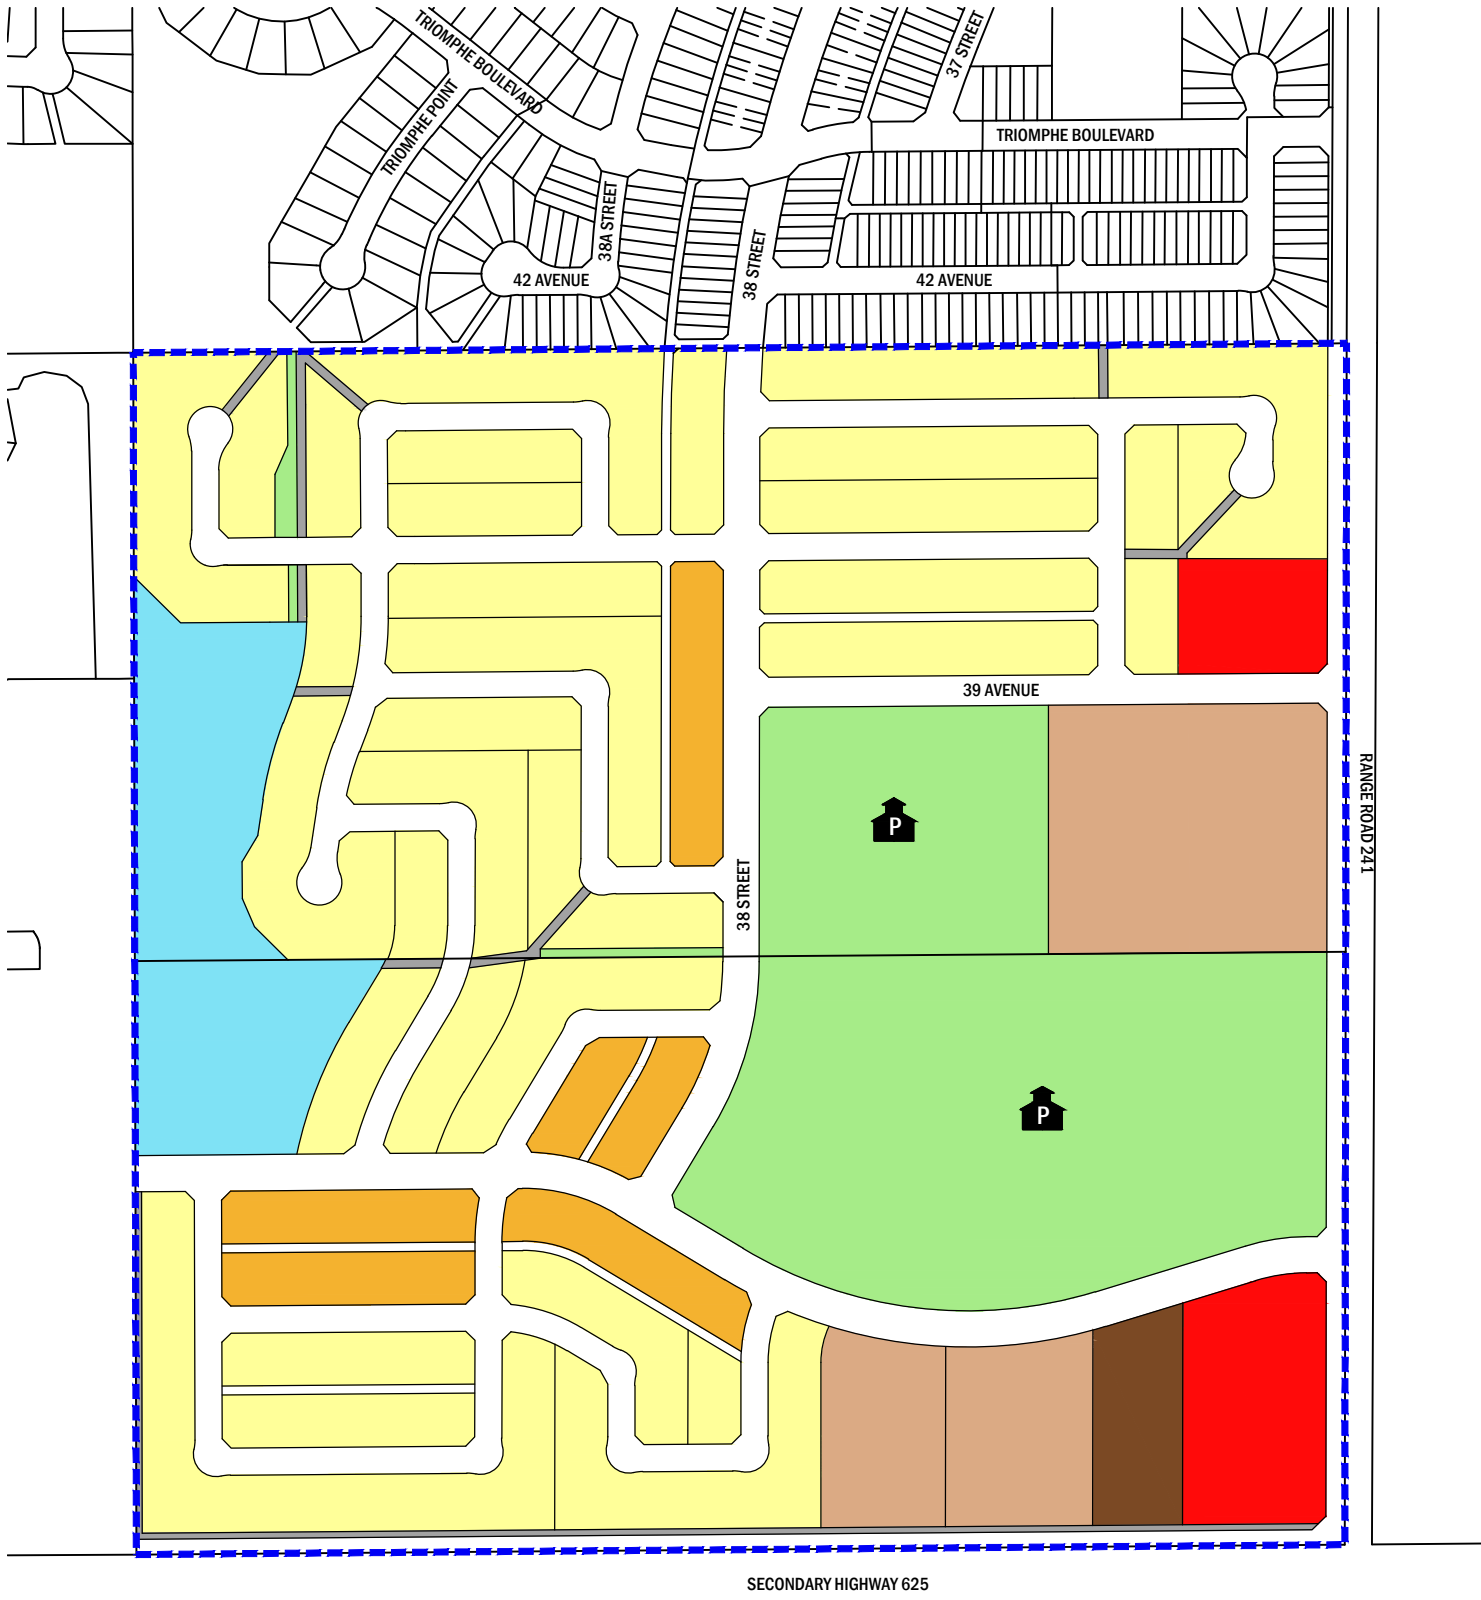 TRIOMPHE BOULEVARD
37 STREET
TRIOMPHE POINT
TRIOMPHE BOULEVARD
38A STREET
38 STREET
42 AVENUE
42 AVENUE
39 AVENUE
RANGE ROAD 241
P
38 STREET
P
SECONDARY HIGHWAY 625